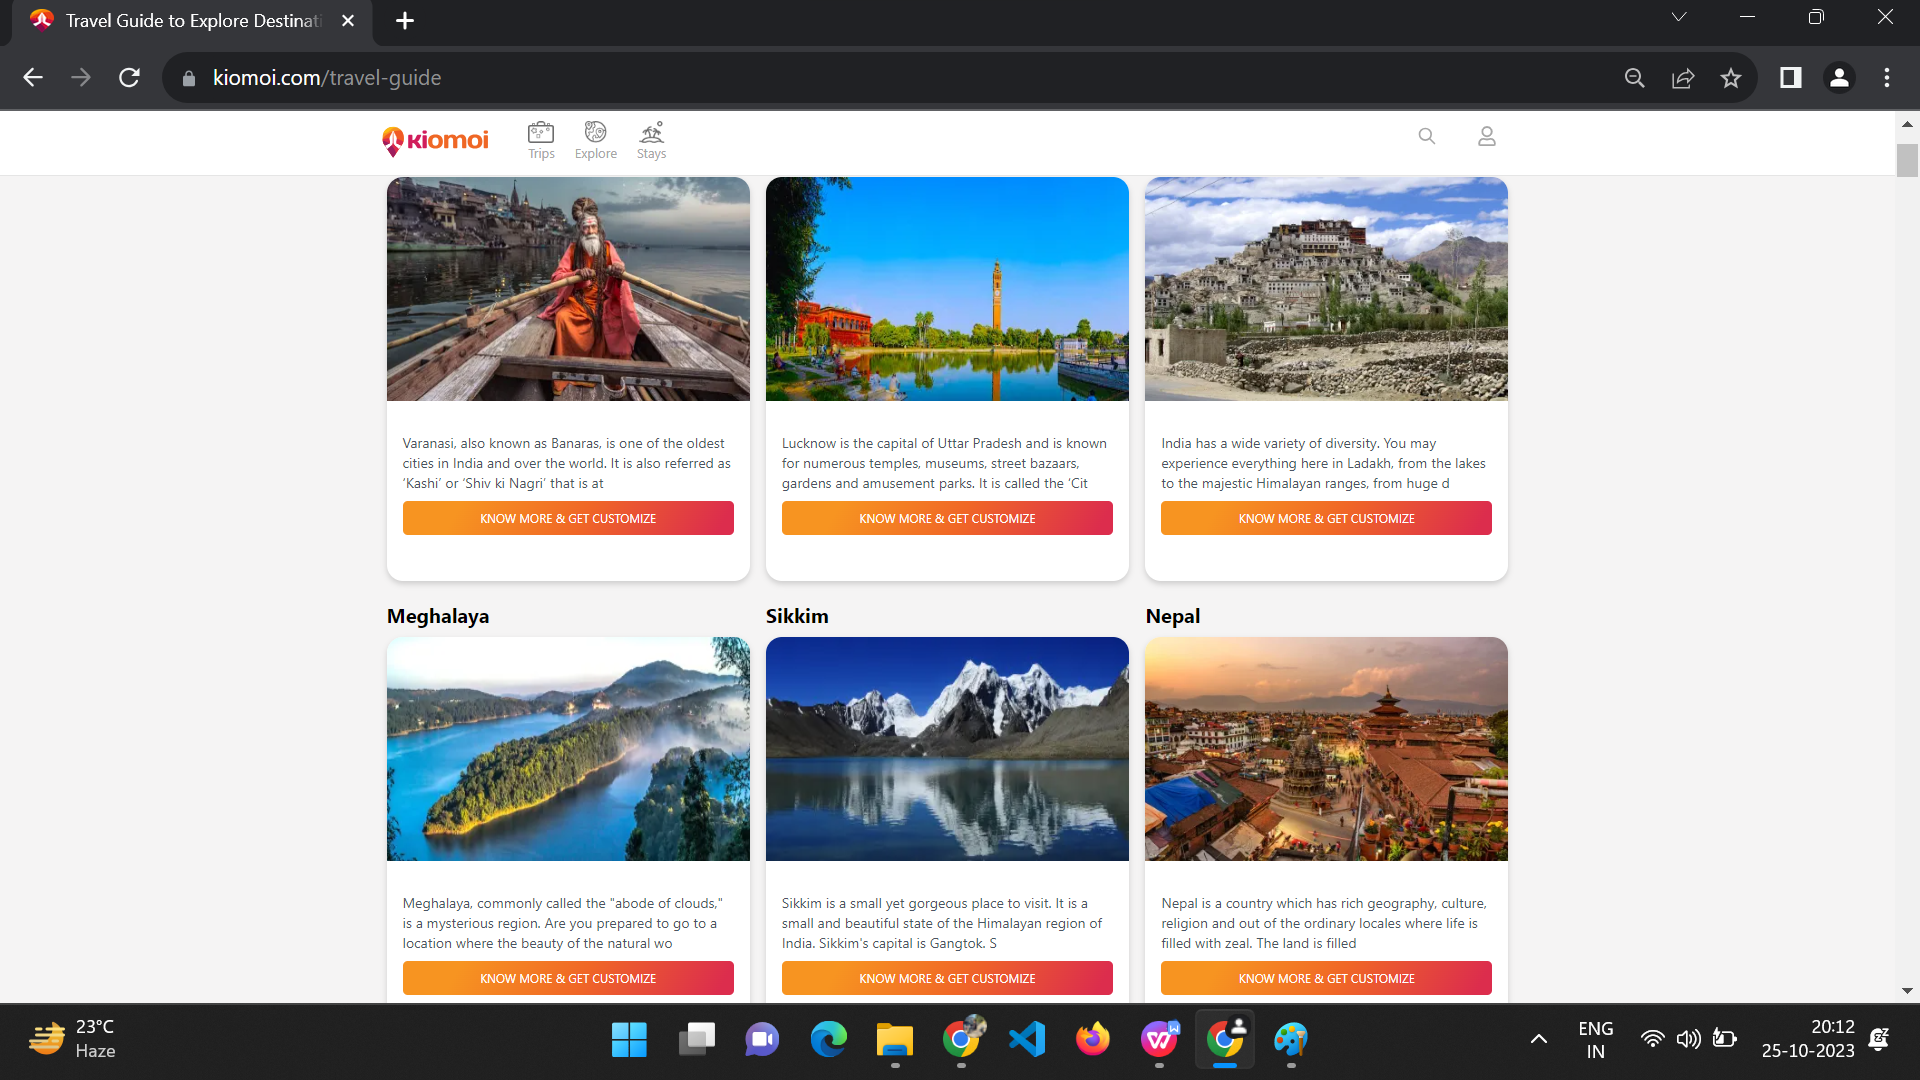 Travel Guide to Explore Destinati
kiomoi.com/travel-guide
KIOMOI
Trips
Explore
Stays
Varanasi, also known as Banaras, is one of the oldest
cities in India and over the world. It is also referred as
‘Kashi’ or ‘Shiv ki Nagri’ that is at
KNOW MORE & GET CUSTOMIZE
Lucknow is the capital of Uttar Pradesh and is known
for numerous temples, museums, street bazaars,
gardens and amusement parks. It is called the ‘Cit
KNOW MORE & GET CUSTOMIZE
India has a wide variety of diversity. You may
experience everything here in Ladakh, from the lakes
to the majestic Himalayan ranges, from huge d
KNOW MORE & GET CUSTOMIZE
Meghalaya
Meghalaya, commonly called the "abode of clouds,"
is a mysterious region. Are you prepared to go to a
location where the beauty of the natural wo
KNOW MORE & GET CUSTOMIZE
Sikkim
Sikkim is a small yet gorgeous place to visit. It is a
small and beautiful state of the Himalayan region of
India. Sikkim's capital is Gangtok. S
KNOW MORE & GET CUSTOMIZE
Nepal
Nepal is a country which has rich geography, culture,
religion and out of the ordinary locales where life is
filled with zeal. The land is filled
KNOW MORE & GET CUSTOMIZE
23°C
Haze
ENG
IN
20:12
25-10-2023